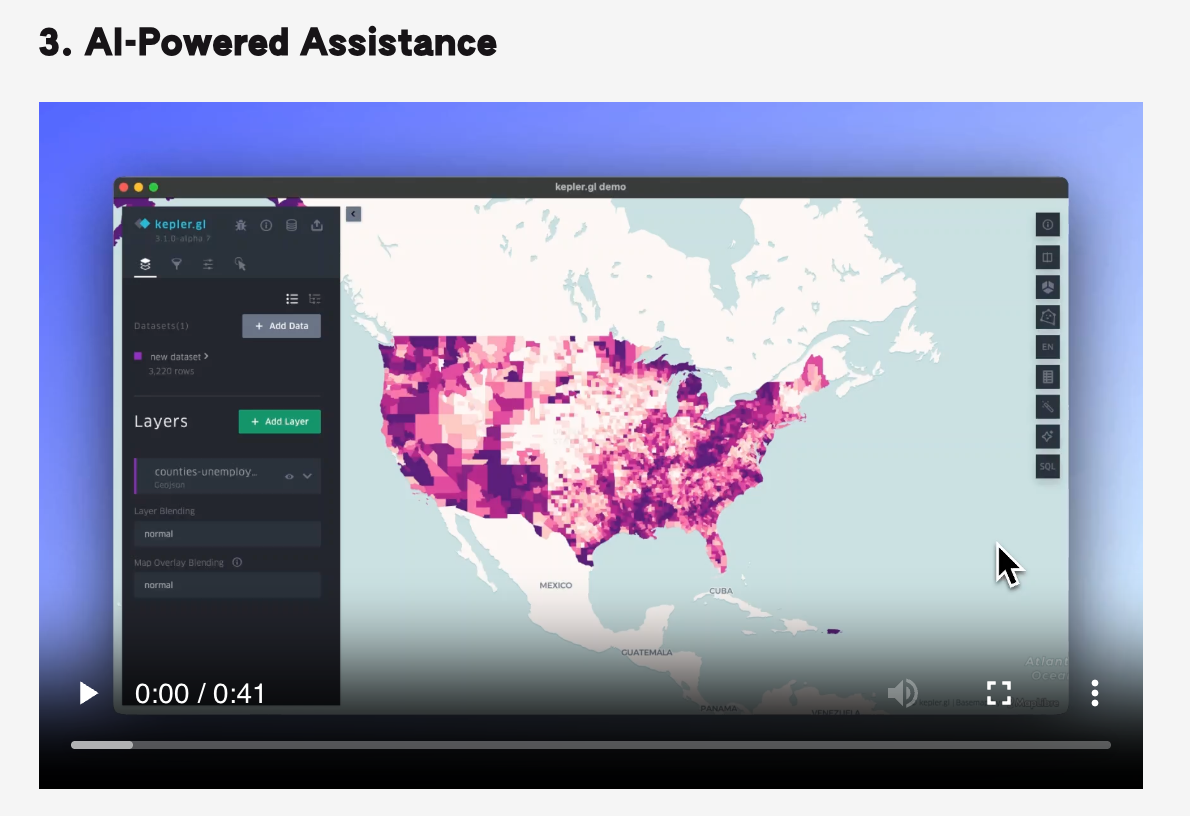 3. AI-Powered Assistance
kepler.gl demo
kepler.gl
3.1.0-alpha ?
Datasets(1)
+ Add Data
new dataset
3,220 rows
Layers
+ Add Layer
counties-unemploy...
Geojson
Layer Blending
normal
Map Overlay Blending
normal
EN
SQL
MEXICO
CUBA
GUATEMALA
Atlant
Ocea
PANAMA
VENEZUELA
0:00 / 0:41
kepler.gl
MapLibre